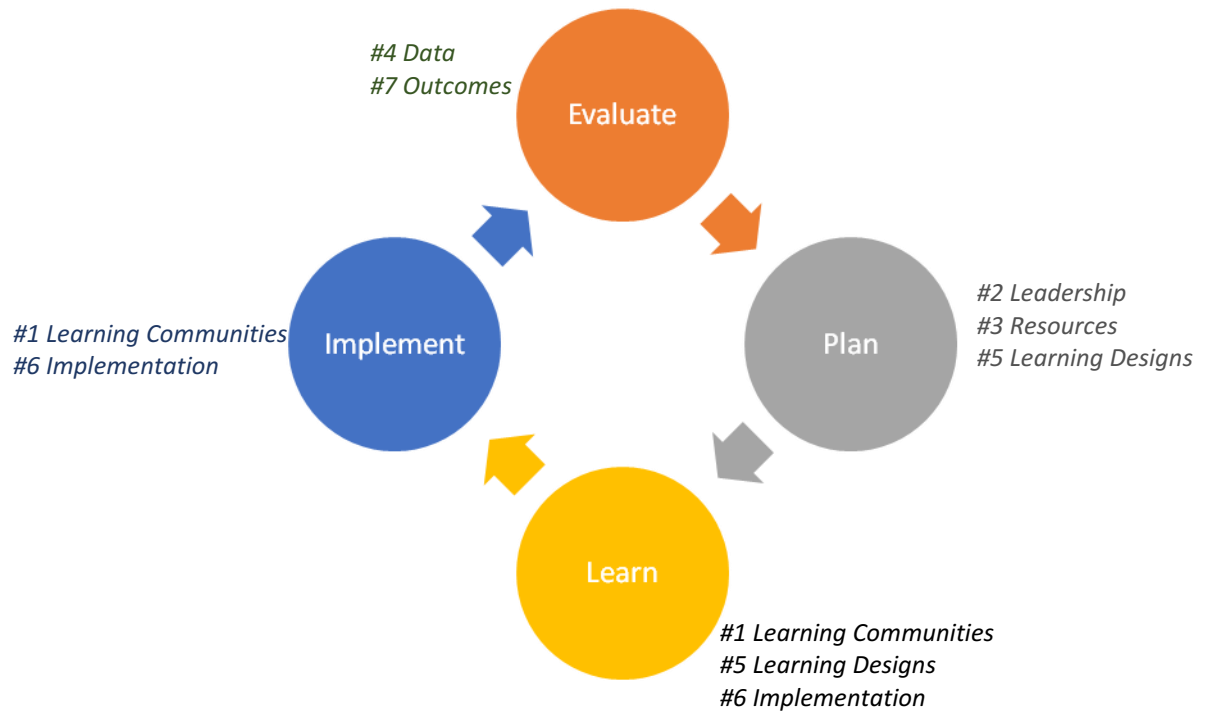 #4 Data
#7 Outcomes
Evaluate
#2 Leadership
#3 Resources
#5 Learning Designs
Plan
#1 Learning Communities
#6 Implementation
Implement
Learn
#1 Learning Communities
#5 Learning Designs
#6 Implementation